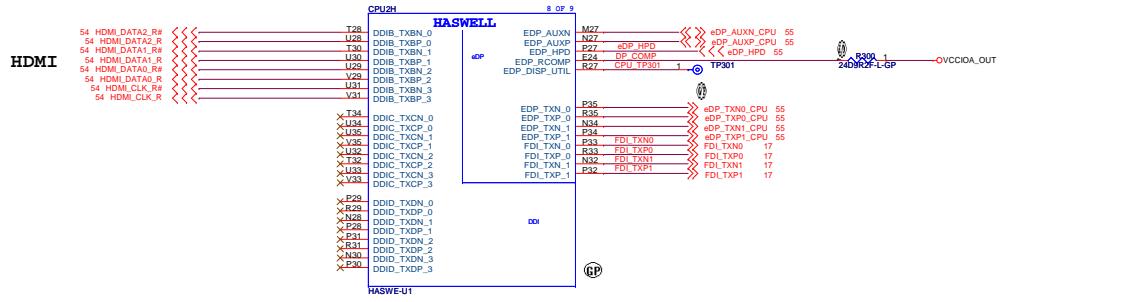 CPU2H 8 OF 9
HASWELL
HDMI
eDP
DDI
54 HDMI_DATA2_R# T28 DDIB_TXBN_0
54 HDMI_DATA2_R U28 DDIB_TXBP_0
54 HDMI_DATA1_R# T30 DDIB_TXBN_1
54 HDMI_DATA1_R U30 DDIB_TXBP_1
54 HDMI_DATA0_R# U29 DDIB_TXBN_2
54 HDMI_DATA0_R V29 DDIB_TXBP_2
54 HDMI_CLK_R# U31 DDIB_TXBN_3
54 HDMI_CLK_R V31 DDIB_TXBP_3
T34 DDIC_TXCN_0
U34 DDIC_TXCP_0
U35 DDIC_TXCN_1
V35 DDIC_TXCP_1
U32 DDIC_TXCN_2
T32 DDIC_TXCP_2
U33 DDIC_TXCN_3
V33 DDIC_TXCP_3
P29 DDID_TXDN_0
R29 DDID_TXDP_0
N28 DDID_TXDN_1
P28 DDID_TXDP_1
P31 DDID_TXDN_2
R31 DDID_TXDP_2
N30 DDID_TXDN_3
P30 DDID_TXDP_3
EDP_AUXN M27 eDP_AUXN_CPU 55
EDP_AUXP N27 eDP_AUXP_CPU 55
EDP_HPD P27 eDP_HPD eDP_HPD 55
EDP_RCOMP E24 DP_COMP R300 1 VCCIOA_OUT
24D9R2F-L-GP
EDP_DISP_UTIL R27 CPU_TP301 1 TP301
EDP_TXN_0 P35 eDP_TXN0_CPU 55
EDP_TXP_0 R35 eDP_TXP0_CPU 55
EDP_TXN_1 N34 eDP_TXN1_CPU 55
EDP_TXP_1 P34 eDP_TXP1_CPU 55
FDI_TXN_0 P33 FDI_TXN0 FDI_TXN0 17
FDI_TXP_0 R33 FDI_TXP0 FDI_TXP0 17
FDI_TXN_1 N32 FDI_TXN1 FDI_TXN1 17
FDI_TXP_1 P32 FDI_TXP1 FDI_TXP1 17
GP
HASWE-U1